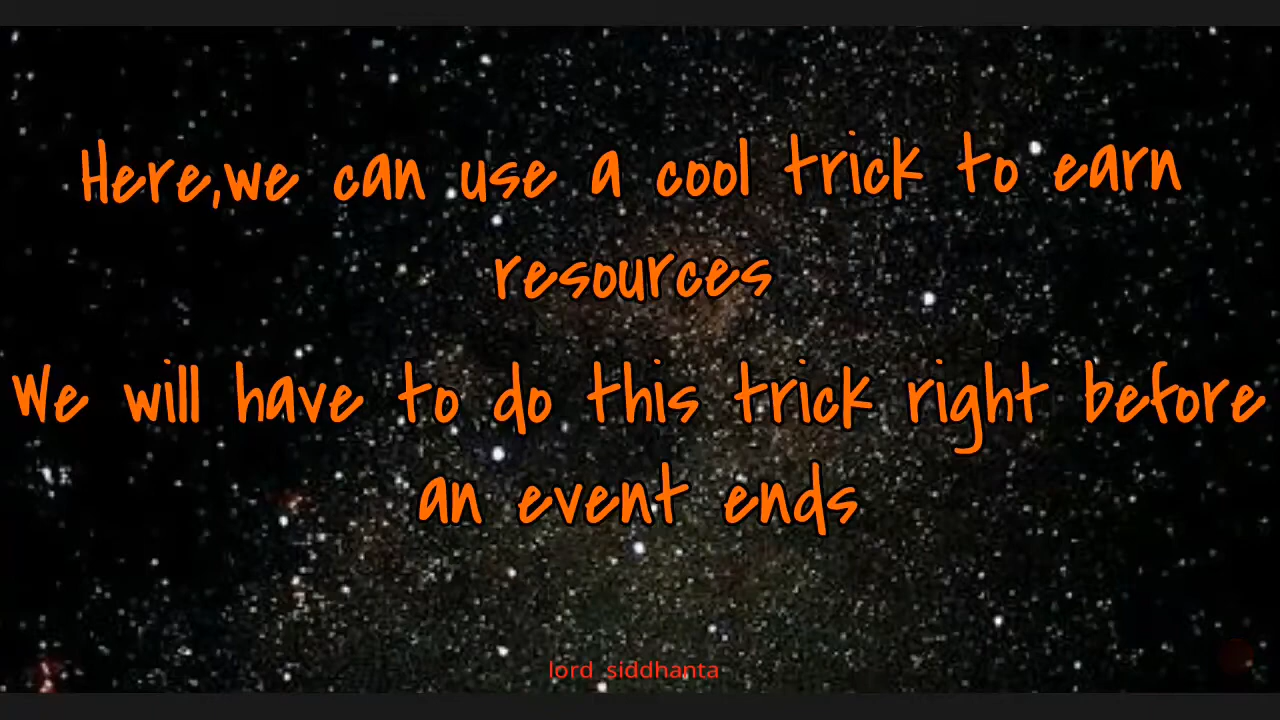 Here,we can use a cool trick to earn
resources
We will have to do this trick right before
an event ends
lord siddhanta